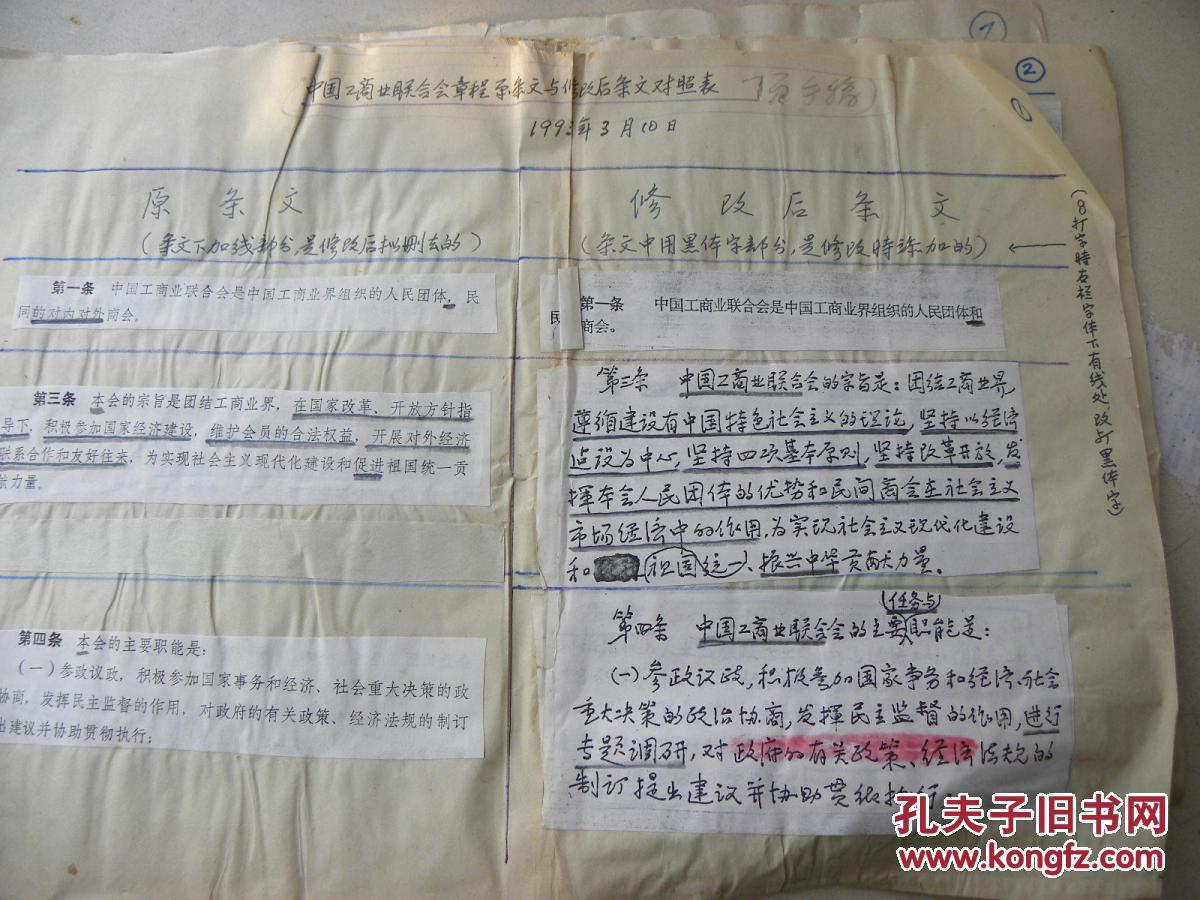 7
②
①
中国工商业联合会章程原条文与修改后条文对照表
1993年3月10日
原条文
(条文下加线部分,是修改后拟删去的)
第一条 中国工商业联合会是中国工商业界组织的人民团体,民
间的对内对外商会。
第三条 本会的宗旨是团结工商业界,在国家改革、开放方针指
导下,积极参加国家经济建设,维护会员的合法权益,开展对外经济
联系合作和友好往来,为实现社会主义现代化建设和促进祖国统一贡
献力量。
第四条 本会的主要职能是:
(一)参政议政,积极参加国家事务和经济、社会重大决策的政
协商,发挥民主监督的作用,对政府的有关政策、经济法规的制订
出建议并协助贯彻执行;
修改后条文
(条文中用黑体字部分,是修改时添加的)
第一条 中国工商业联合会是中国工商业界组织的人民团体和
民 商会。
第三条 中国工商业联合会的宗旨是:团结工商业界,
遵循建设有中国特色社会主义的理论,坚持以经济
建设为中心,坚持四项基本原则,坚持改革开放,发
挥本会人民团体的优势和民间商会在社会主义
市场经济中的作用,为实现社会主义现代化建设
和祖国统一、振兴中华贡献力量。
(任务与)
第四条 中国工商业联合会的主要职能是:
(一)参政议政,积极参加国家事务和经济、社会
重大决策的政治协商,发挥民主监督的作用,进行
专题调研,对政府的有关政策、经济法规的
制订提出建议并协助贯彻执行
(8打字时右栏字体下有线处,改打黑体字)
孔夫子旧书网
www.kongfz.com